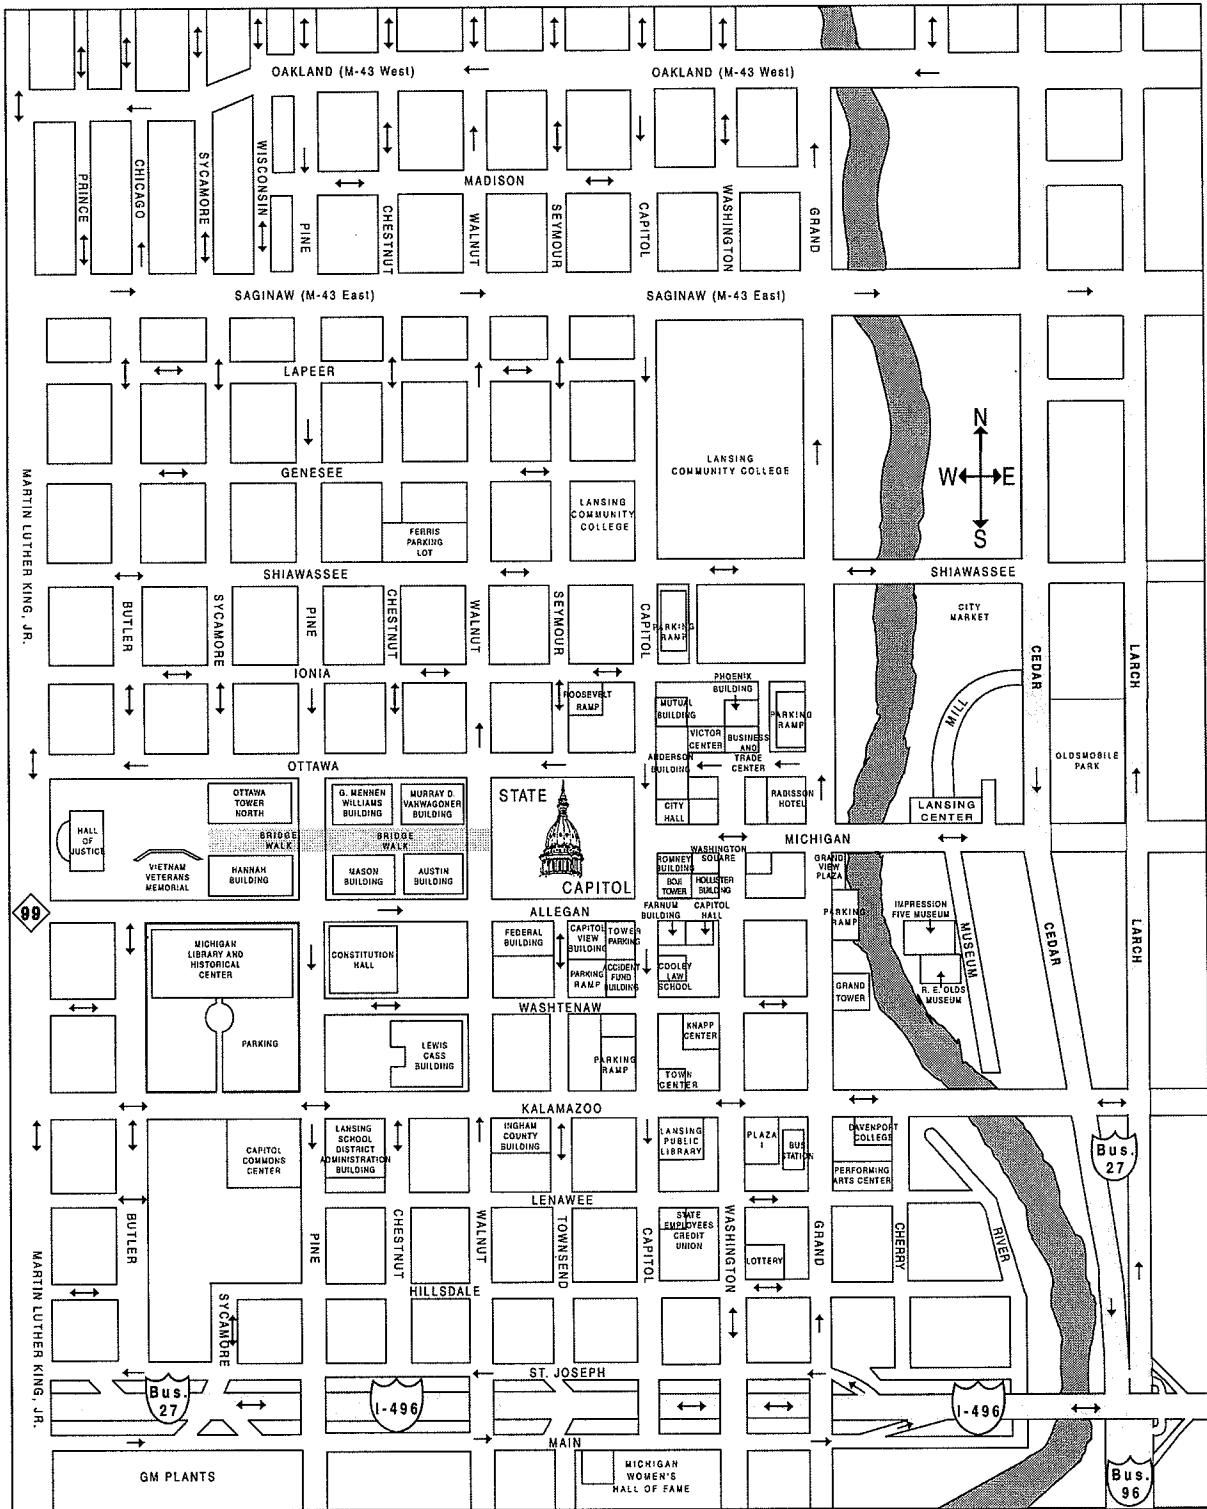 OAKLAND (M-43 West)
OAKLAND (M-43 West)
PRINCE
CHICAGO
SYCAMORE
WISCONSIN
PINE
MADISON
CHESTNUT
WALNUT
SEYMOUR
CAPITOL
WASHINGTON
GRAND
SAGINAW (M-43 East)
SAGINAW (M-43 East)
LAPEER
GENESEE
LANSING
COMMUNITY COLLEGE
N
W E
S
MARTIN LUTHER KING, JR.
LANSING
COMMUNITY
COLLEGE
FERRIS
PARKING
LOT
SHIAWASSEE
SHIAWASSEE
BUTLER
SYCAMORE
PINE
CHESTNUT
WALNUT
SEYMOUR
CAPITOL
PARKING
RAMP
CITY
MARKET
CEDAR
LARCH
IONIA
ROOSEVELT
RAMP
PHOENIX
BUILDING
MUTUAL
BUILDING
PARKING
RAMP
MILL
VICTOR
CENTER
BUSINESS
AND
TRADE
CENTER
ANDERSON
BUILDING
OLDSMOBILE
PARK
OTTAWA
OTTAWA
TOWER
NORTH
G. MENNEN
WILLIAMS
BUILDING
MURRAY D.
VANWAGONER
BUILDING
STATE
CAPITOL
CITY
HALL
RADISSON
HOTEL
LANSING
CENTER
HALL
OF
JUSTICE
BRIDGE
WALK
BRIDGE
WALK
MICHIGAN
VIETNAM
VETERANS
MEMORIAL
HANNAH
BUILDING
MASON
BUILDING
AUSTIN
BUILDING
WASHINGTON
SQUARE
ROMNEY
BUILDING
BOJI
TOWER
HOLLISTER
BUILDING
GRAND
VIEW
PLAZA
99
ALLEGAN
FARNUM
BUILDING
CAPITOL
HALL
PARKING
RAMP
IMPRESSION
FIVE MUSEUM
MUSEUM
CEDAR
LARCH
MICHIGAN
LIBRARY AND
HISTORICAL
CENTER
CONSTITUTION
HALL
FEDERAL
BUILDING
CAPITOL
VIEW
BUILDING
TOWER
PARKING
PARKING
RAMP
ACCIDENT
FUND
BUILDING
COOLEY
LAW
SCHOOL
GRAND
TOWER
R. E. OLDS
MUSEUM
WASHTENAW
PARKING
LEWIS
CASS
BUILDING
PARKING
RAMP
KNAPP
CENTER
TOWN
CENTER
KALAMAZOO
CAPITOL
COMMONS
CENTER
LANSING
SCHOOL
DISTRICT
ADMINISTRATION
BUILDING
INGHAM
COUNTY
BUILDING
LANSING
PUBLIC
LIBRARY
PLAZA
I
BUS
STATION
DAVENPORT
COLLEGE
PERFORMING
ARTS CENTER
Bus.
27
LENAWEE
BUTLER
PINE
CHESTNUT
WALNUT
TOWNSEND
CAPITOL
STATE
EMPLOYEES
CREDIT
UNION
WASHINGTON
LOTTERY
GRAND
CHERRY
RIVER
HILLSDALE
MARTIN LUTHER KING, JR.
SYCAMORE
ST. JOSEPH
Bus.
27
I-496
I-496
MAIN
GM PLANTS
MICHIGAN
WOMEN'S
HALL OF FAME
Bus.
96